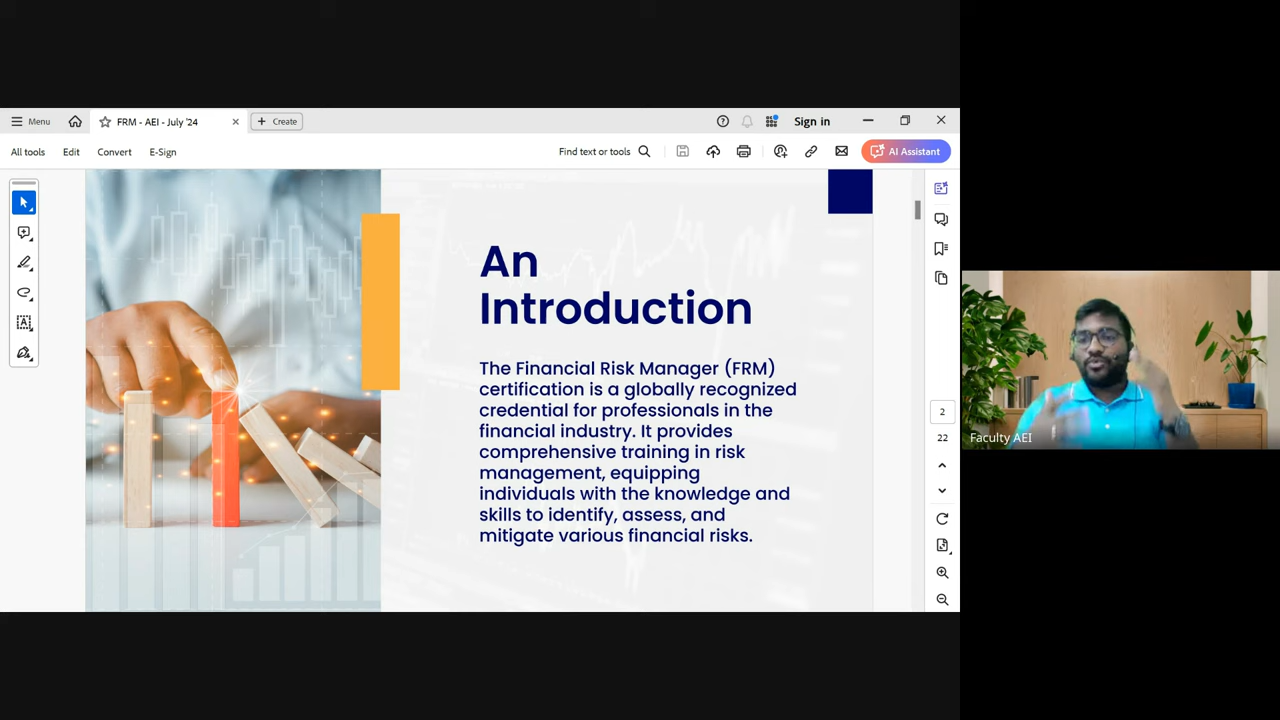 Menu
FRM - AEI - July '24
Create
Sign in
All tools
Edit
Convert
E-Sign
Find text or tools
AI Assistant
An
Introduction
The Financial Risk Manager (FRM)
certification is a globally recognized
credential for professionals in the
financial industry. It provides
comprehensive training in risk
management, equipping
individuals with the knowledge and
skills to identify, assess, and
mitigate various financial risks.
2
22
Faculty AEI